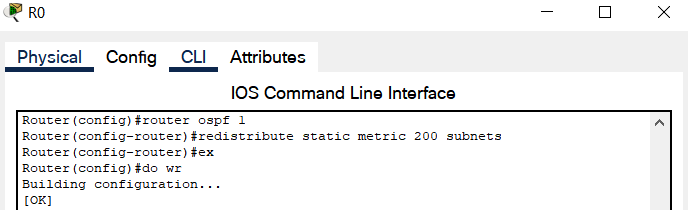 R0
Physical Config CLI Attributes
IOS Command Line Interface
Router(config)#router ospf 1
Router(config-router)#redistribute static metric 200 subnets
Router(config-router)#ex
Router(config)#do wr
Building configuration...
[OK]